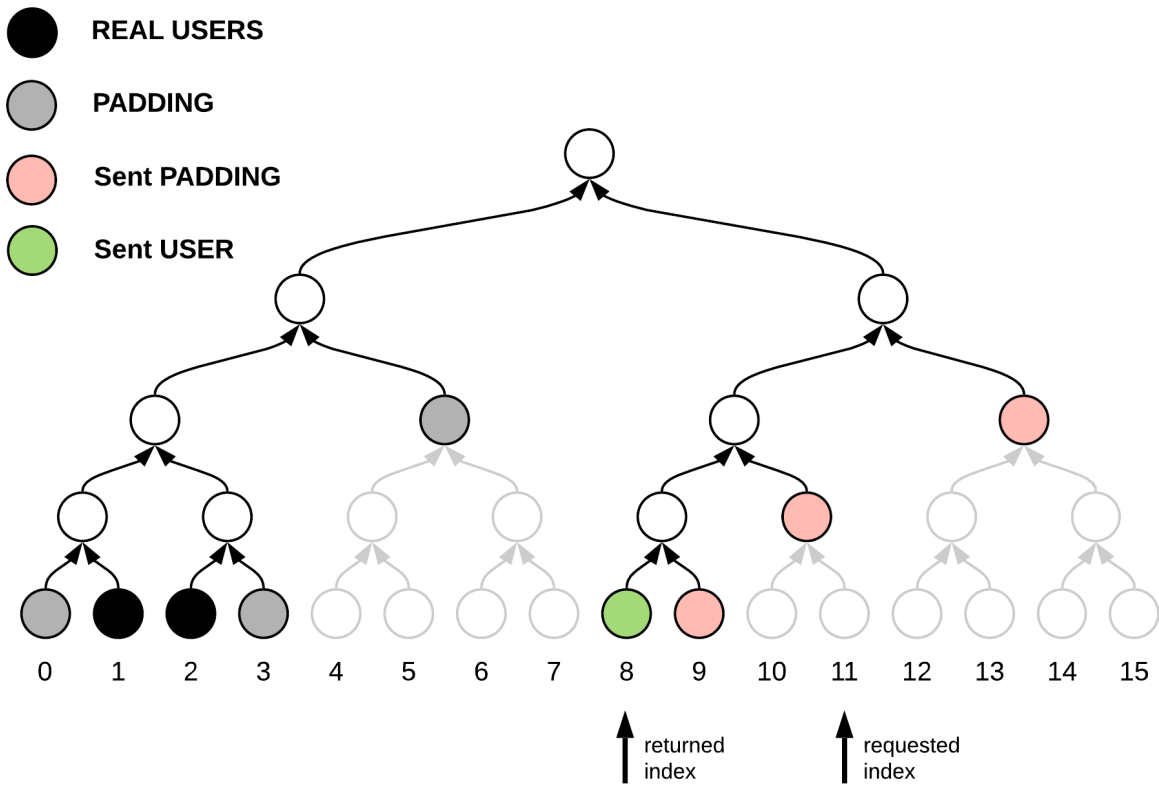 REAL USERS
PADDING
Sent PADDING
Sent USER
0 1 2 3 4 5 6 7 8 9 10 11 12 13 14 15
returned
index
requested
index